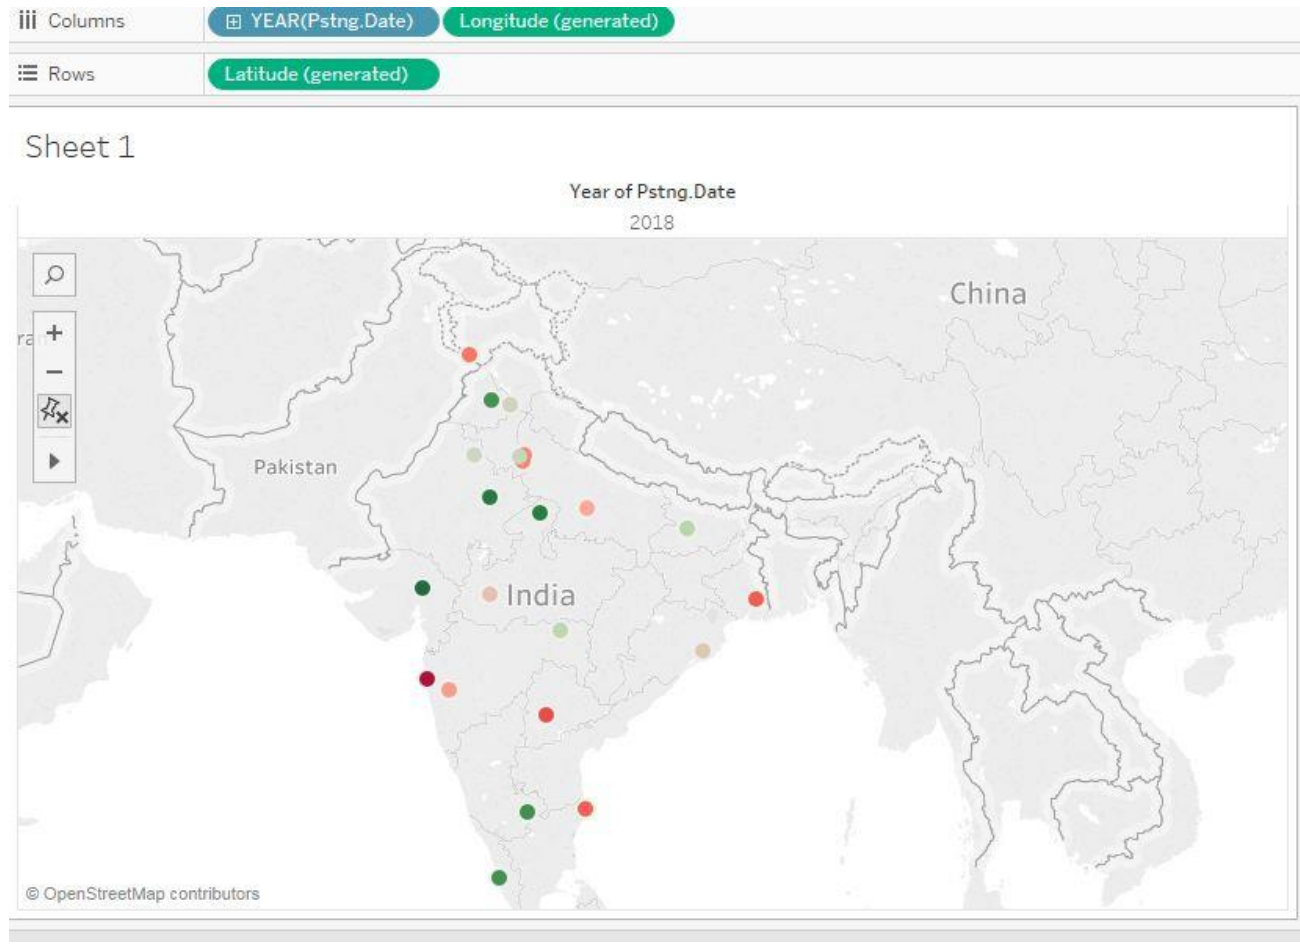 Columns
YEAR(Pstng.Date)
Longitude (generated)
Rows
Latitude (generated)
Sheet 1
Year of Pstng.Date
2018
China
Pakistan
India
© OpenStreetMap contributors